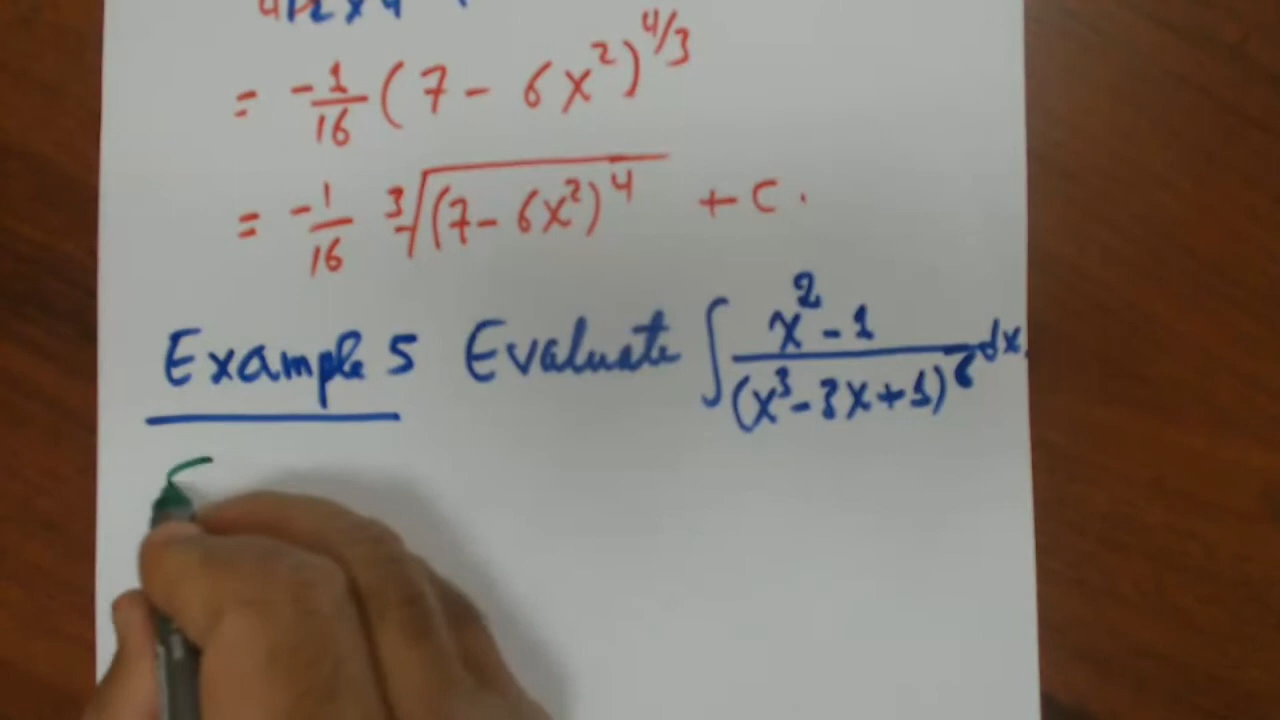 = -1/16 (7 - 6x²)^4/3
= -1/16 ³√(7 - 6x²)⁴ + C.
Example 5 Evaluate ∫ x² - 1 / (x³ - 3x + 1)⁶ dx.